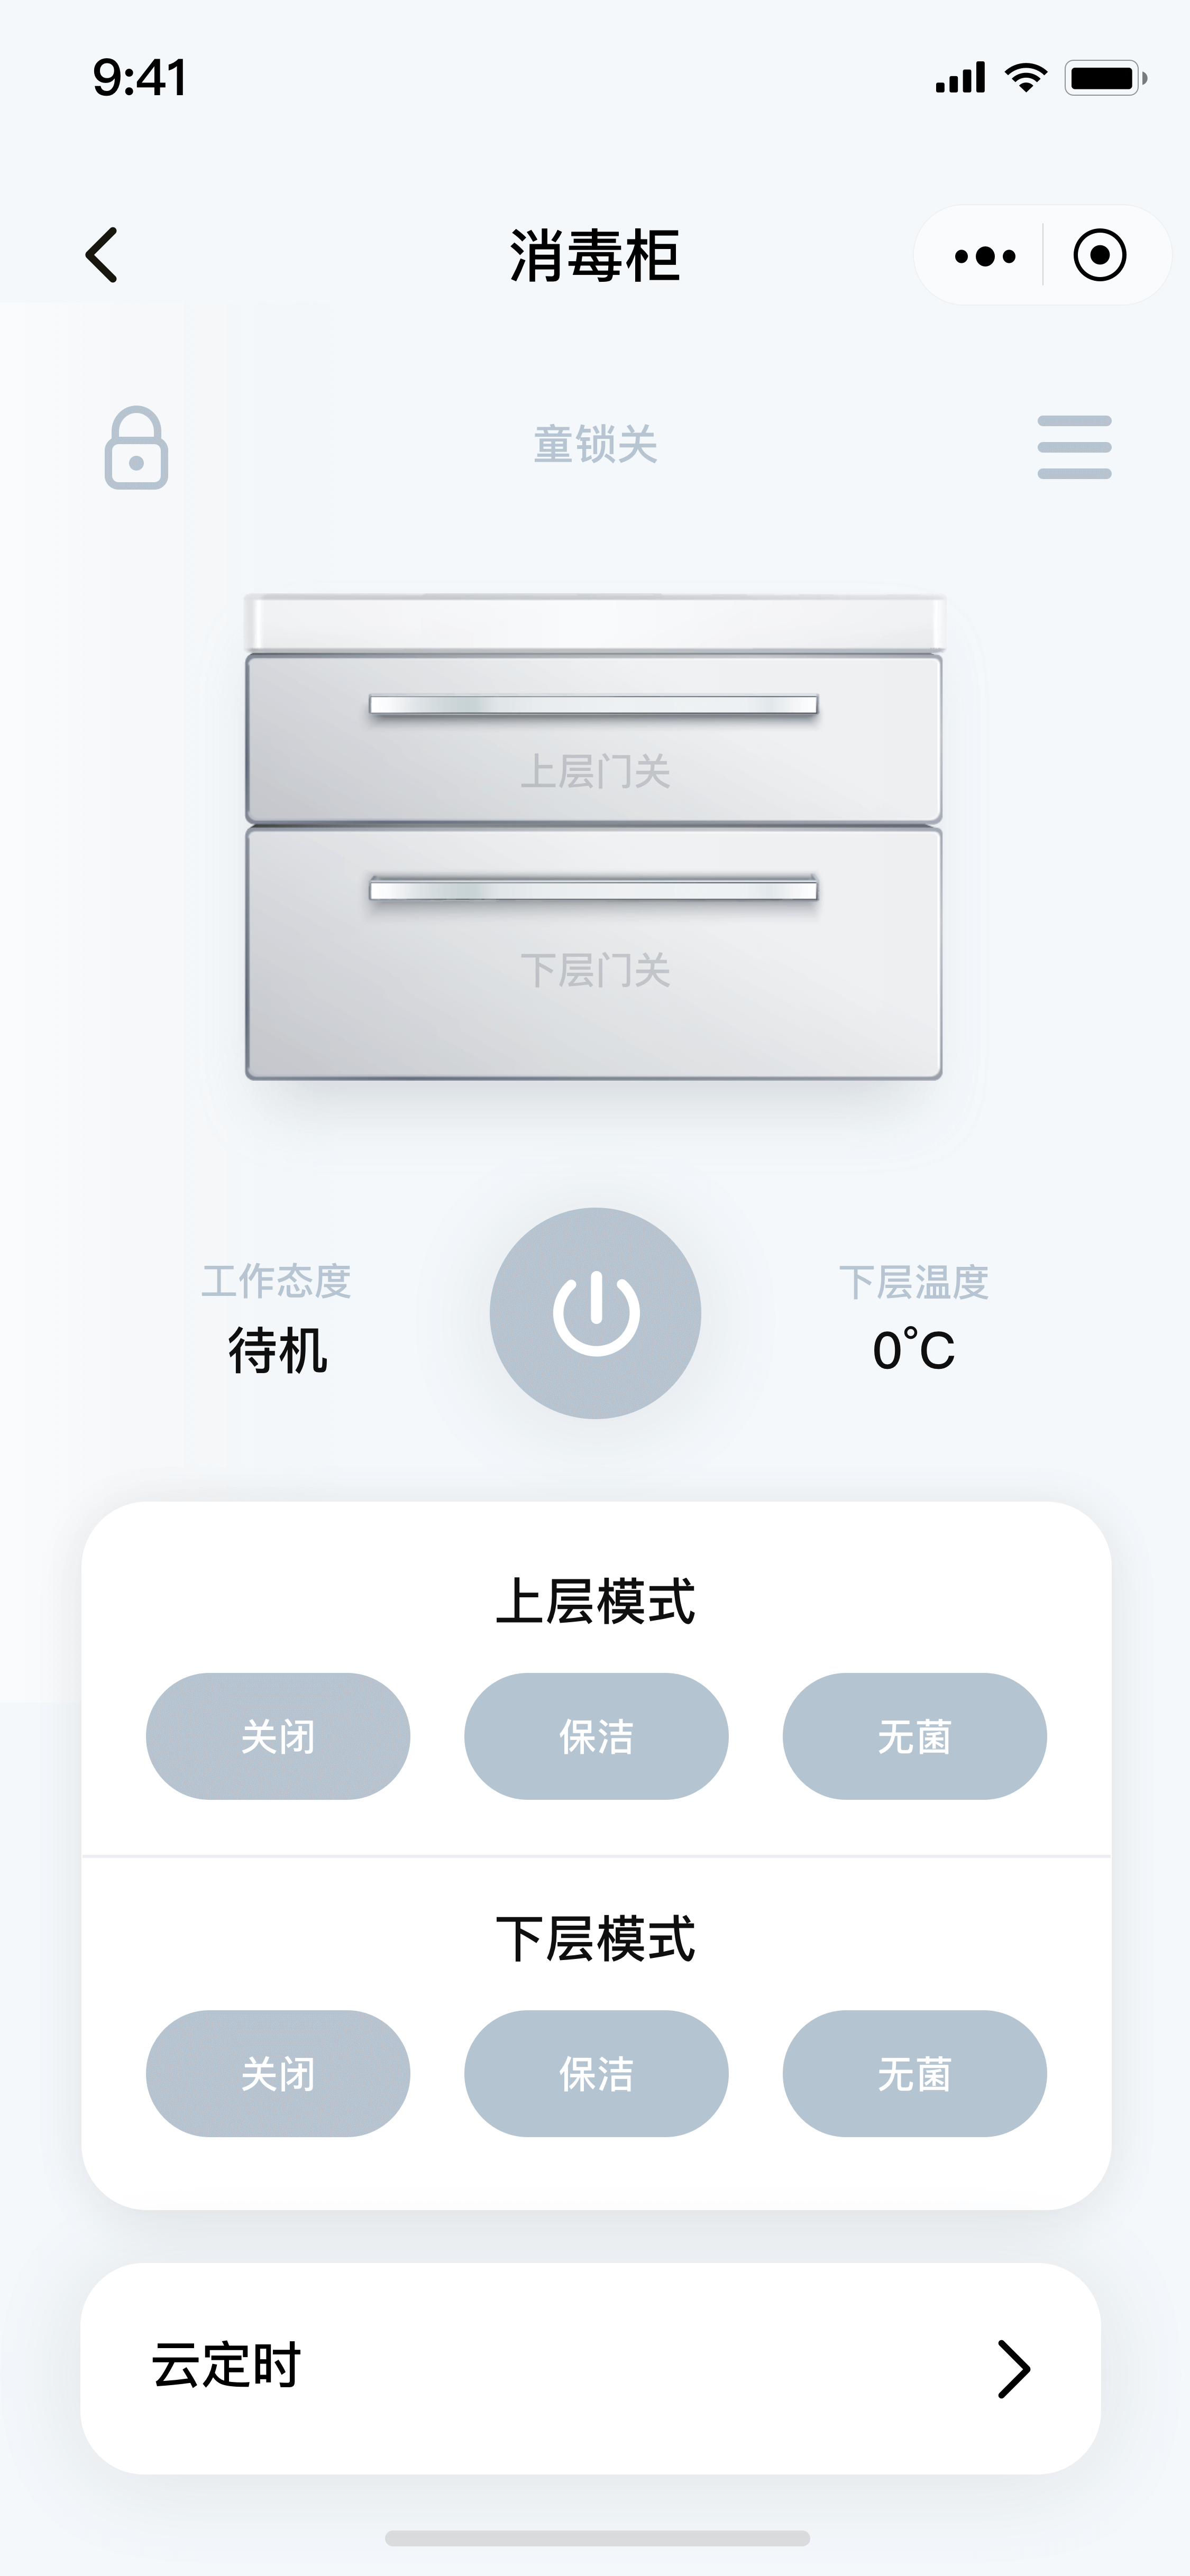 9:41
消毒柜
童锁关
上层门关
下层门关
工作态度
待机
下层温度
0°C
上层模式
关闭 保洁 无菌
下层模式
关闭 保洁 无菌
云定时